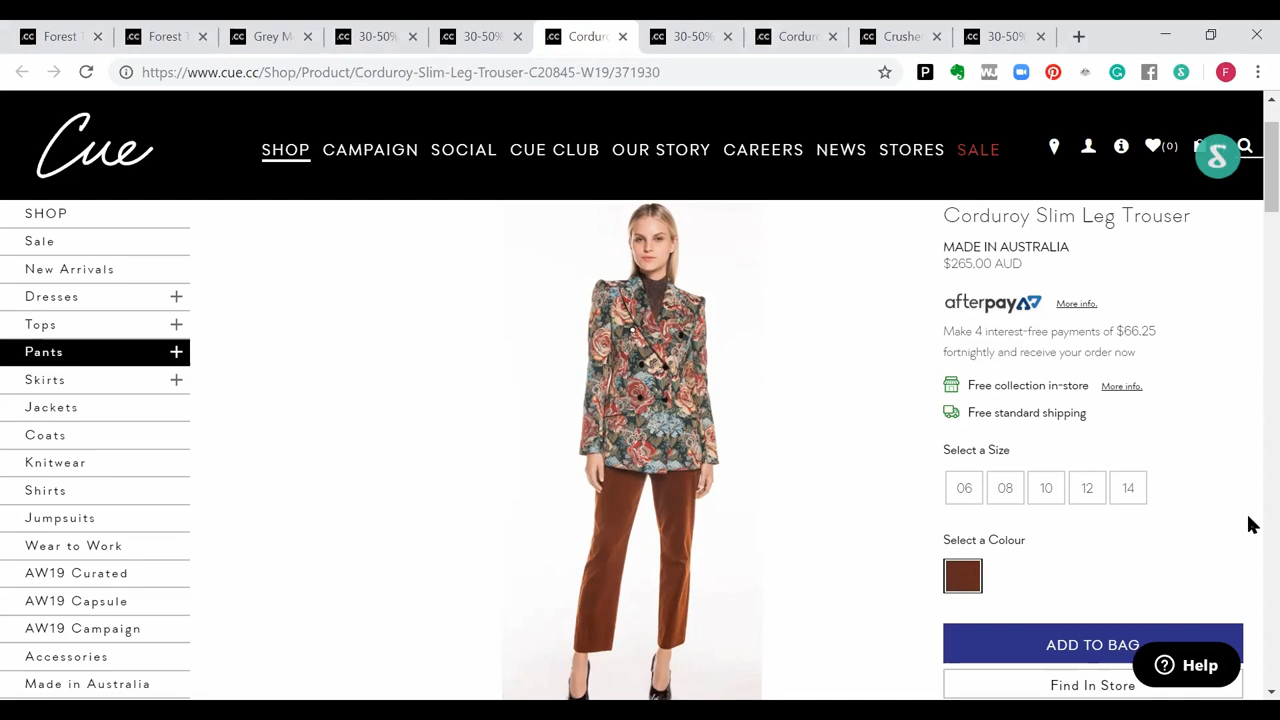 Forest
Forest T
Grey M
30-50%
30-50%
Corduro
30-50%
Cordur
Crushed
30-50%
https://www.cue.cc/Shop/Product/Corduroy-Slim-Leg-Trouser-C20845-W19/371930
Cue
SHOP CAMPAIGN SOCIAL CUE CLUB OUR STORY CAREERS NEWS STORES SALE
(0)
SHOP
Sale
New Arrivals
Dresses +
Tops +
Pants +
Skirts +
Jackets
Coats
Knitwear
Shirts
Jumpsuits
Wear to Work
AW19 Curated
AW19 Capsule
AW19 Campaign
Accessories
Made in Australia
Corduroy Slim Leg Trouser
MADE IN AUSTRALIA
$265.00 AUD
afterpay More info.
Make 4 interest-free payments of $66.25
fortnightly and receive your order now
Free collection in-store More info.
Free standard shipping
Select a Size
06 08 10 12 14
Select a Colour
ADD TO BAG
Help
Find In Store